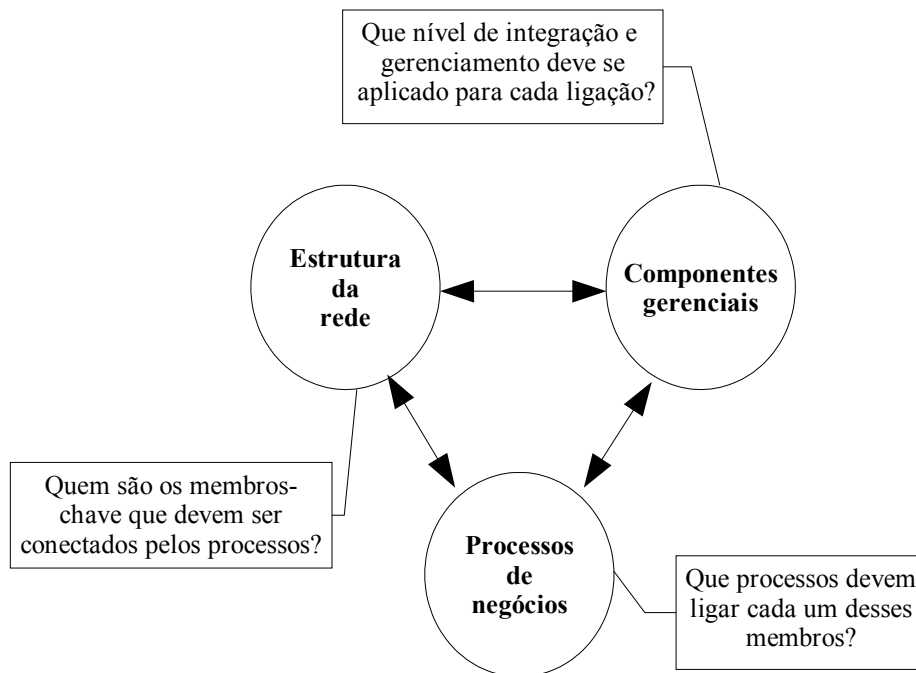 Que nível de integração e
gerenciamento deve se
aplicado para cada ligação?
Estrutura
da
rede
Componentes
gerenciais
Quem são os membros-
chave que devem ser
conectados pelos processos?
Processos
de
negócios
Que processos devem
ligar cada um desses
membros?